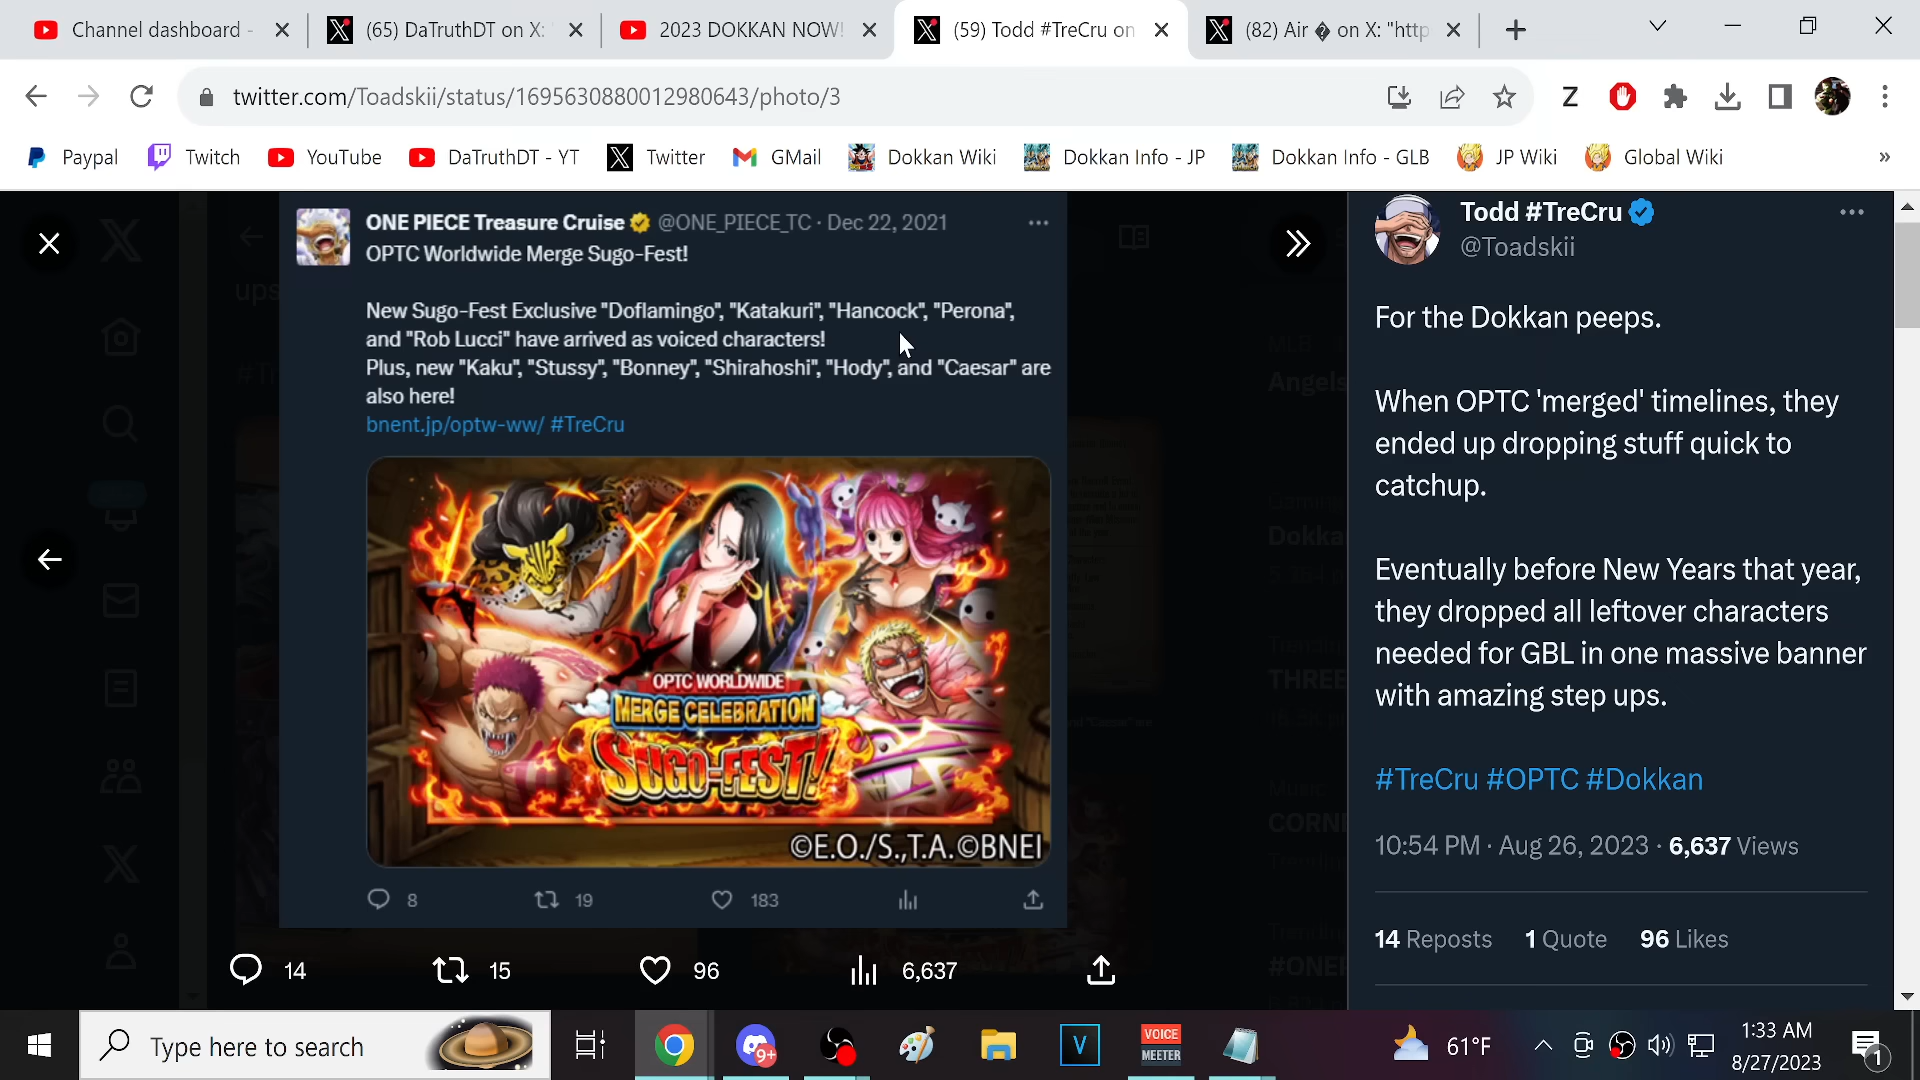 Channel dashboard -
(65) DaTruthDT on X:
2023 DOKKAN NOW!
(59) Todd #TreCru on
(82) Air � on X: "http
twitter.com/Toadskii/status/1695630880012980643/photo/3
Z
Paypal
Twitch
YouTube
DaTruthDT - YT
Twitter
GMail
Dokkan Wiki
Dokkan Info - JP
Dokkan Info - GLB
JP Wiki
Global Wiki
»
ONE PIECE Treasure Cruise @ONE_PIECE_TC · Dec 22, 2021
OPTC Worldwide Merge Sugo-Fest!
New Sugo-Fest Exclusive "Doflamingo", "Katakuri", "Hancock", "Perona",
and "Rob Lucci" have arrived as voiced characters!
Plus, new "Kaku", "Stussy", "Bonney", "Shirahoshi", "Hody", and "Caesar" are
also here!
bnent.jp/optw-ww/ #TreCru
OPTC WORLDWIDE
MERGE CELEBRATION
SUGO-FEST!
©E.O./S.,T.A.©BNEI
8
19
183
14
15
96
6,637
ups
Angels
Dokka
THREE
CORN
#ONEP
Todd #TreCru
@Toadskii
For the Dokkan peeps.
When OPTC 'merged' timelines, they
ended up dropping stuff quick to
catchup.
Eventually before New Years that year,
they dropped all leftover characters
needed for GBL in one massive banner
with amazing step ups.
#TreCru #OPTC #Dokkan
10:54 PM · Aug 26, 2023 · 6,637 Views
14 Reposts 1 Quote 96 Likes
Type here to search
9+
V
VOICE
MEETER
61°F
1:33 AM
8/27/2023
1